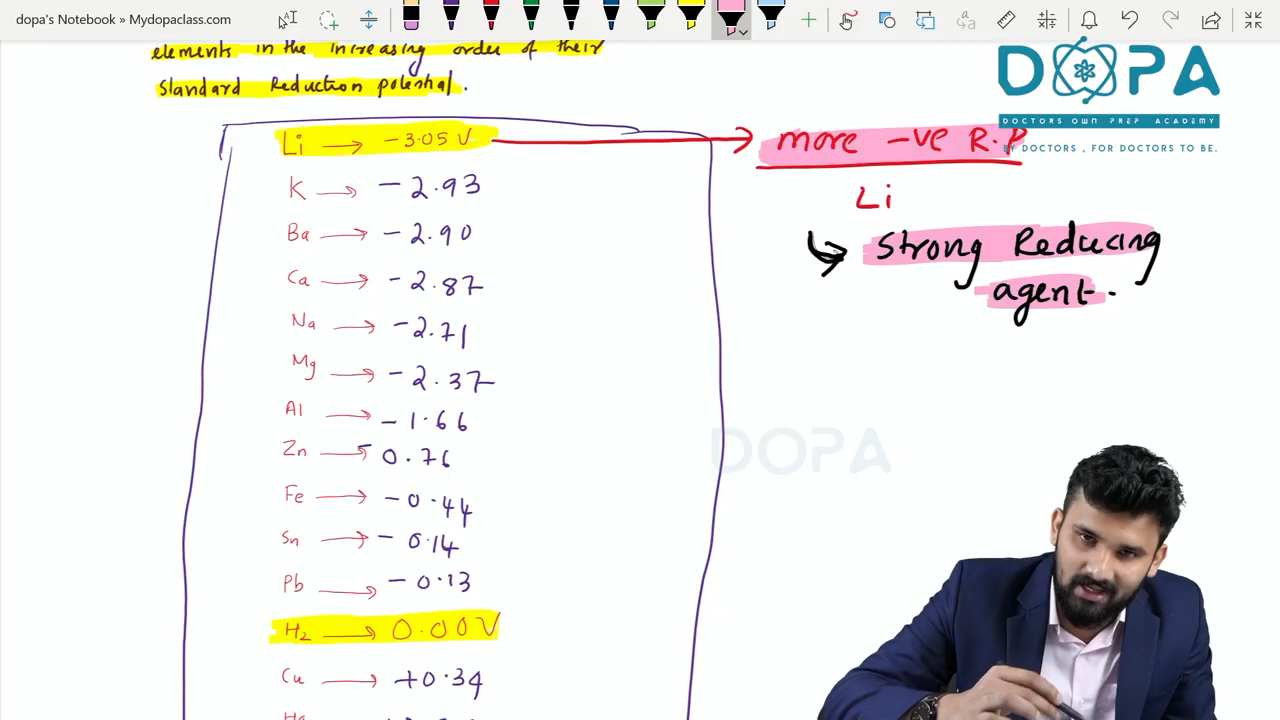 dopa's Notebook » Mydopaclass.com
elements in the increasing order of their
Standard Reduction potential.
DOPA
DOCTORS OWN PREP ACADEMY
BY DOCTORS , FOR DOCTORS TO BE.
Li → -3.05 V → more -ve R.P
K → -2.93
Li
Ba → -2.90
↳ Strong Reducing
agent.
Ca → -2.87
Na → -2.71
Mg → -2.37
Al → -1.66
Zn → -0.76
DOPA
Fe → -0.44
Sn → -0.14
Pb → -0.13
H2 → 0.00V
Cu → +0.34